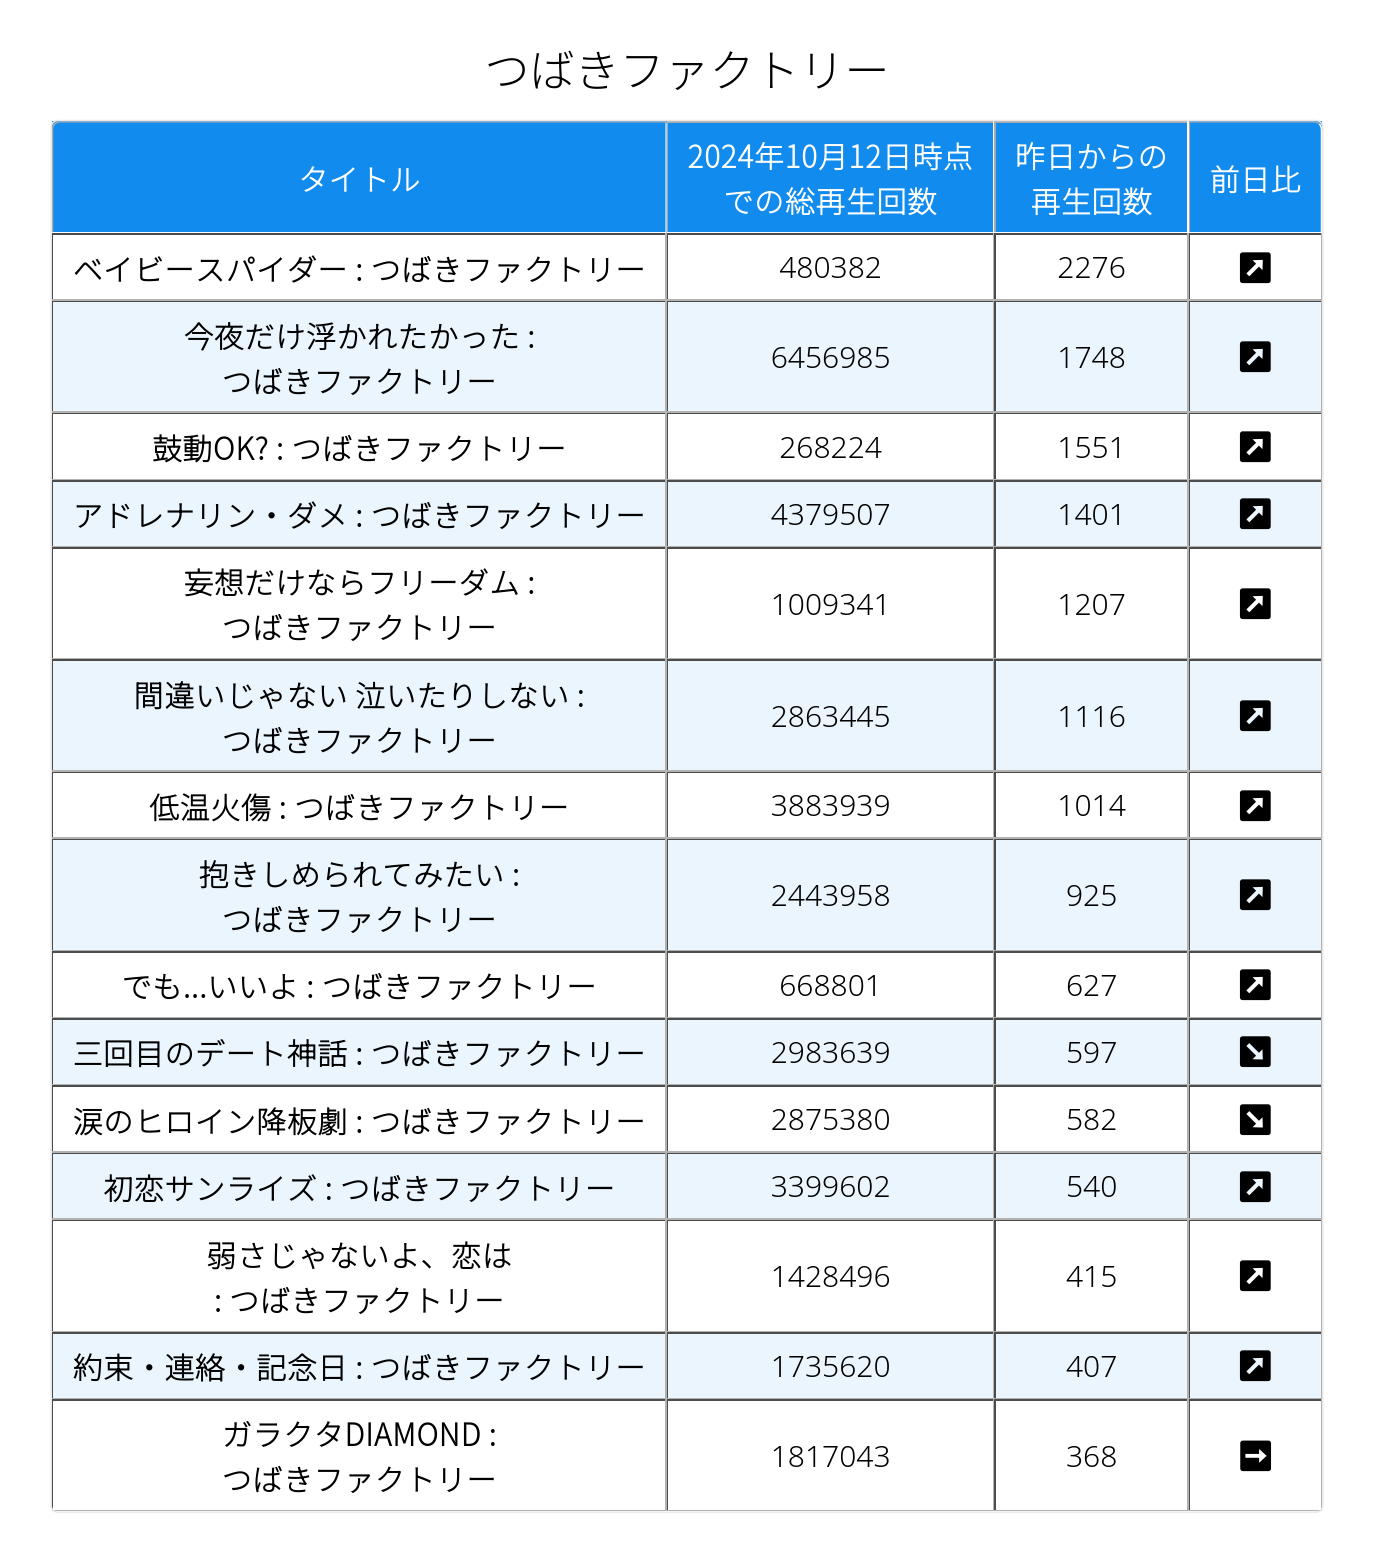 つばきファクトリー
タイトル
2024年10月12日時点
での総再生回数
昨日からの
再生回数
前日比
ベイビースパイダー : つばきファクトリー
480382
2276
今夜だけ浮かれたかった :
つばきファクトリー
6456985
1748
鼓動OK? : つばきファクトリー
268224
1551
アドレナリン・ダメ : つばきファクトリー
4379507
1401
妄想だけならフリーダム :
つばきファクトリー
1009341
1207
間違いじゃない 泣いたりしない :
つばきファクトリー
2863445
1116
低温火傷 : つばきファクトリー
3883939
1014
抱きしめられてみたい :
つばきファクトリー
2443958
925
でも...いいよ : つばきファクトリー
668801
627
三回目のデート神話 : つばきファクトリー
2983639
597
涙のヒロイン降板劇 : つばきファクトリー
2875380
582
初恋サンライズ : つばきファクトリー
3399602
540
弱さじゃないよ、恋は
: つばきファクトリー
1428496
415
約束・連絡・記念日 : つばきファクトリー
1735620
407
ガラクタDIAMOND :
つばきファクトリー
1817043
368